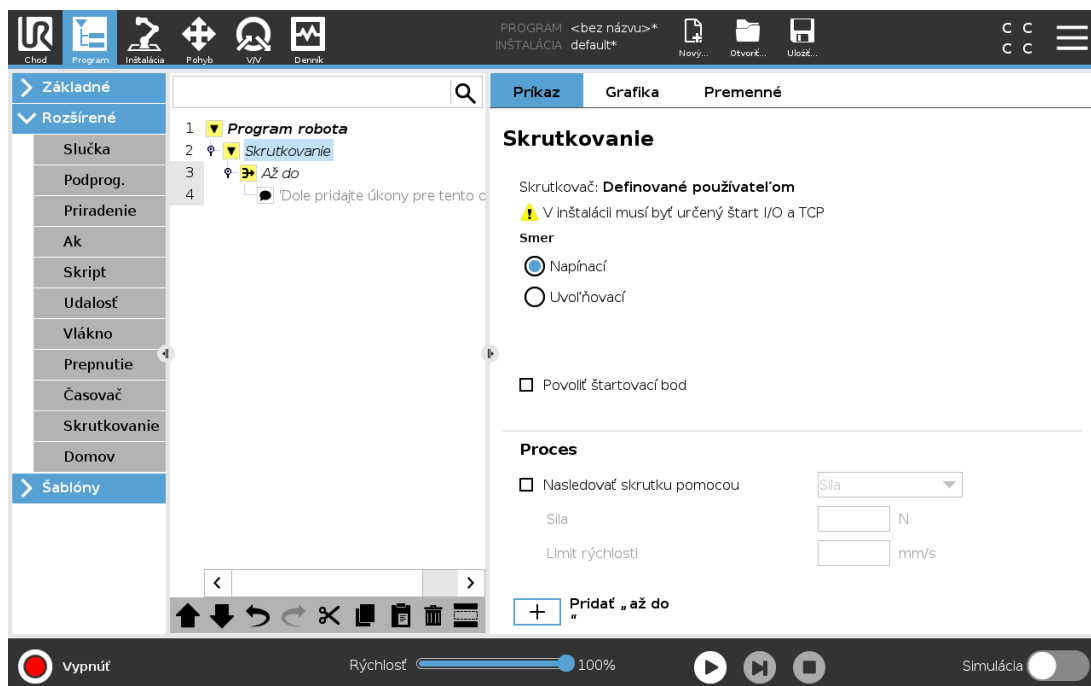 PROGRAM <bez názvu>*
INŠTALÁCIA default*
Chod
Program
Inštalácia
Pohyb
V/V
Denník
Nový...
Otvoriť...
Uložiť...
C C
C C
Základné
Rozšírené
Slučka
Podprog.
Priradenie
Ak
Skript
Udalosť
Vlákno
Prepnutie
Časovač
Skrutkovanie
Domov
Šablóny
1 Program robota
2 Skrutkovanie
3 Až do
4 'Dole pridajte úkony pre tento o
Príkaz
Grafika
Premenné
Skrutkovanie
Skrutkovač: Definované používateľom
V inštalácii musí byť určený štart I/O a TCP
Smer
Napínací
Uvoľňovací
Povoliť štartovací bod
Proces
Nasledovať skrutku pomocou
Sila
Sila
N
Limit rýchlosti
mm/s
+ Pridať „až do
“
Vypnúť
Rýchlosť
100%
Simulácia